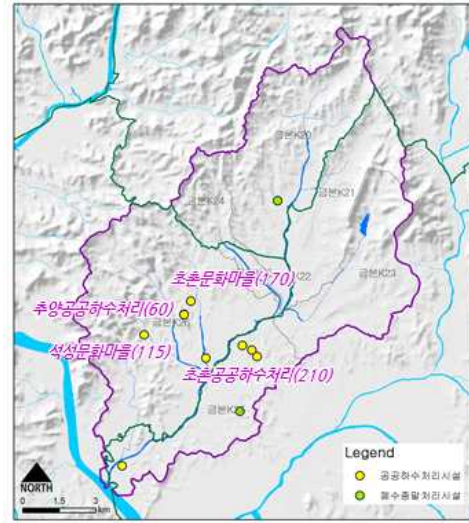 금본K20
금본K21
금본K24
금본K22
금본K23
초촌문화마을(170)
추양공공하수처리(60)
금본K26
석성문화마을(115)
초촌공공하수처리(210)
Legend
공공하수처리시설
폐수종말처리시설
NORTH
0 1.5 3 km